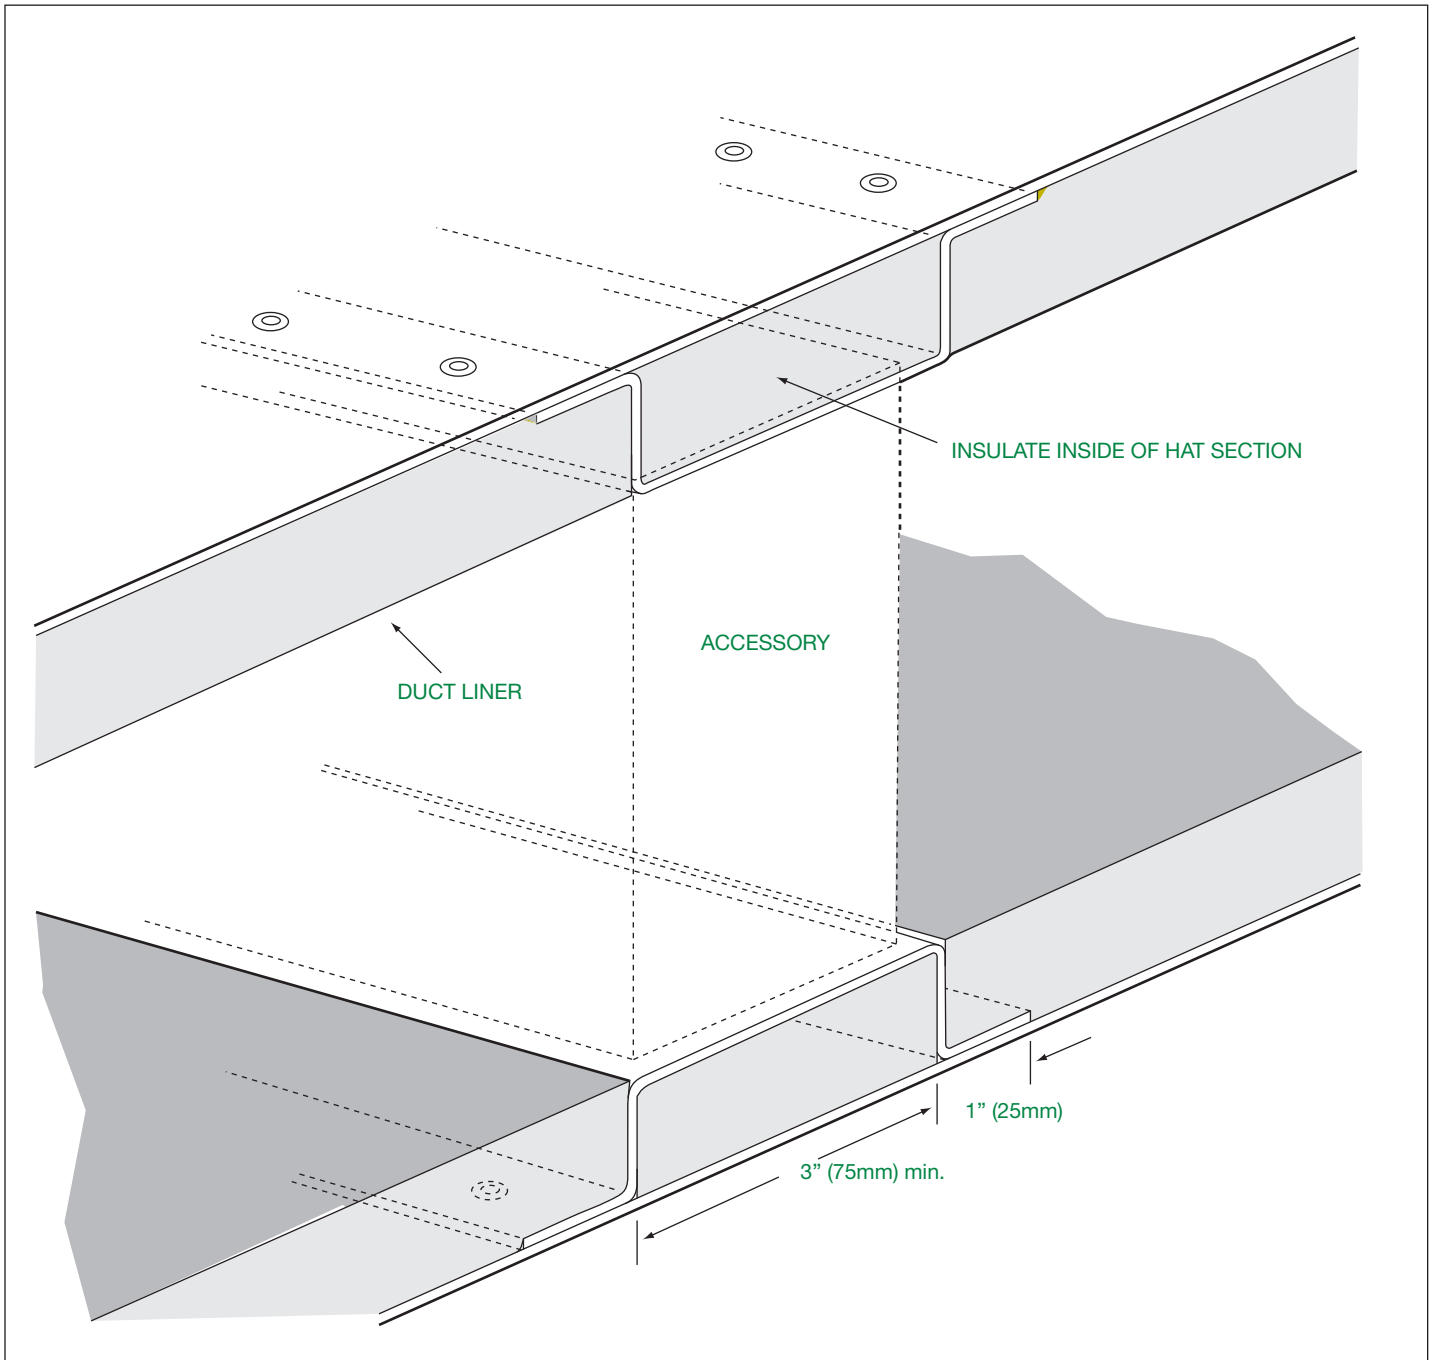 INSULATE INSIDE OF HAT SECTION
ACCESSORY
DUCT LINER
1” (25mm)
3” (75mm) min.